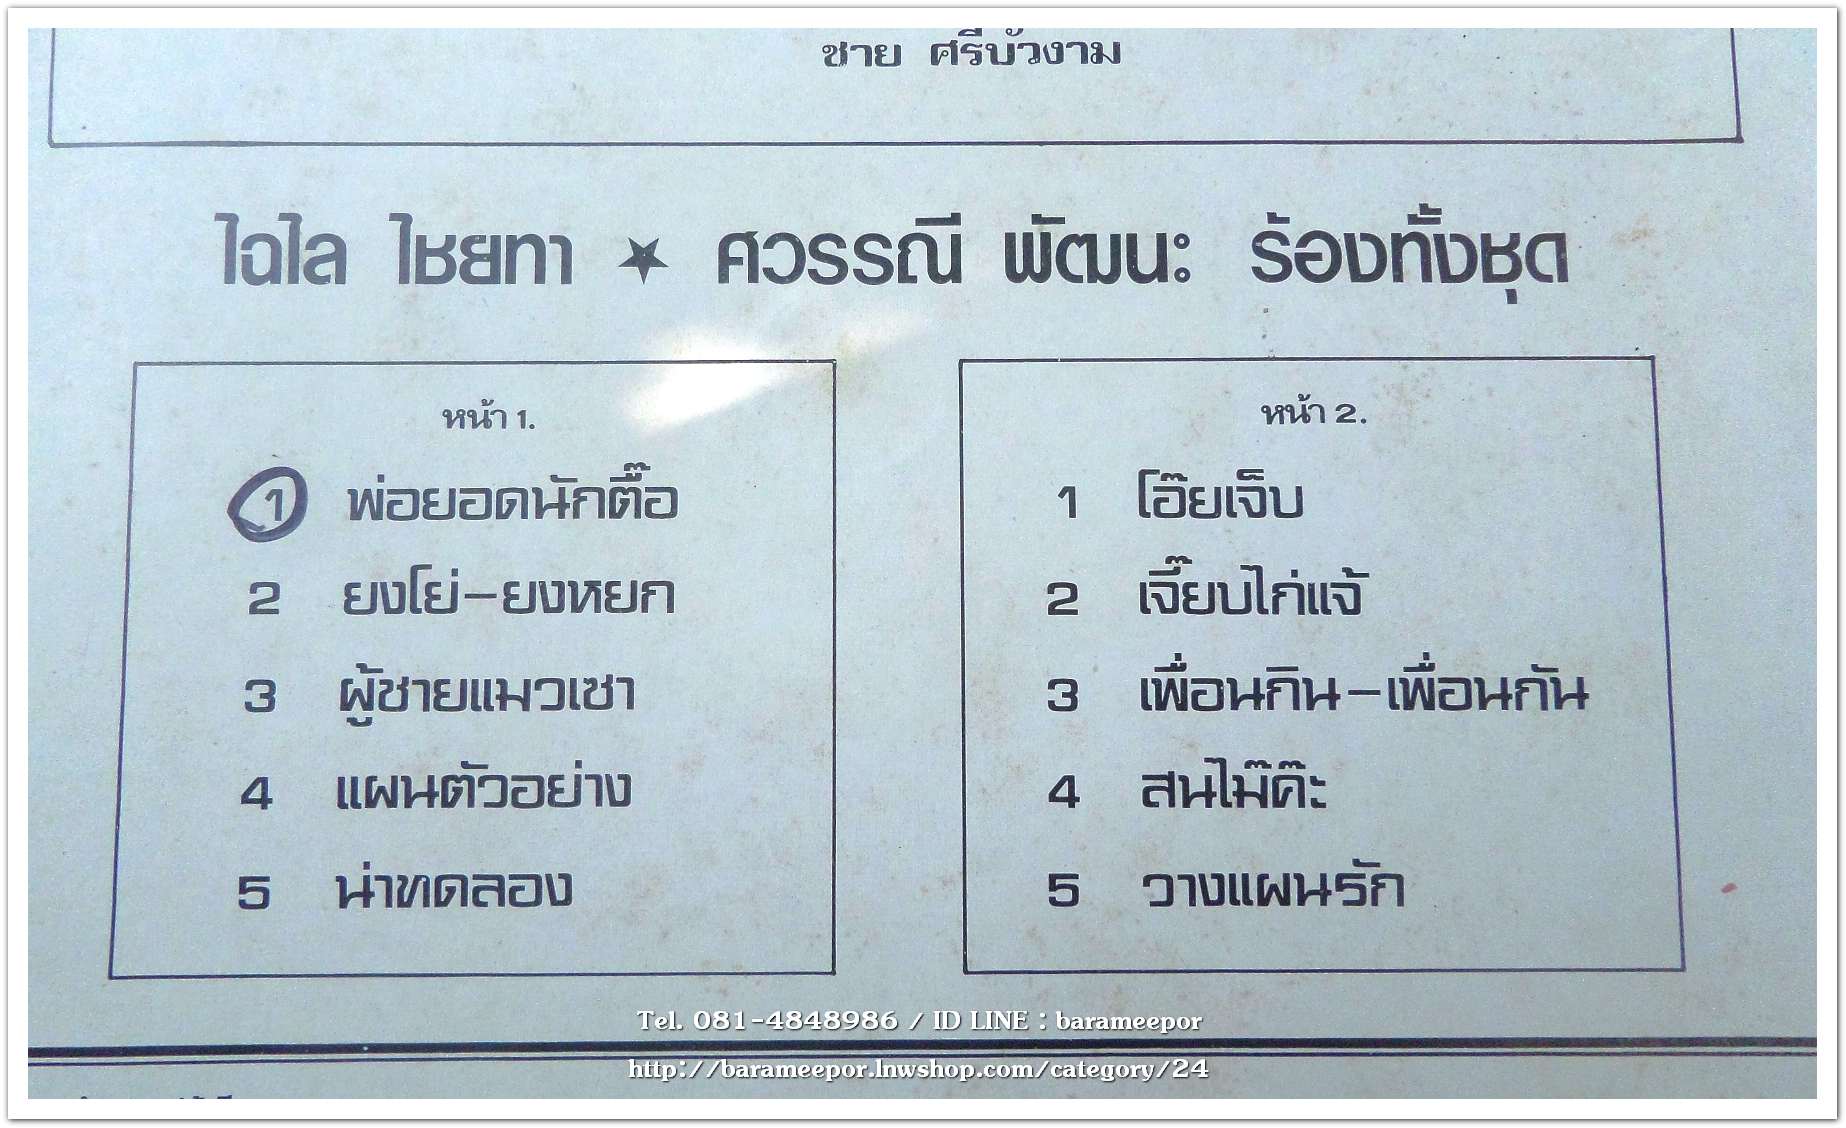 ชาย ศรีบัวงาม
ไฉไล ไชยทา ★ ศวรรณี พัฒนะ ร้องทั้งชุด
หน้า 1.
1 พ่อยอดนักตื๊อ
2 ยงโย่-ยงหยก
3 ผู้ชายแมวเซา
4 แผนตัวอย่าง
5 น่าทดลอง
หน้า 2.
1 โอ๊ยเจ็บ
2 เจี๊ยบไก่แจ้
3 เพื่อนกิน-เพื่อนกัน
4 สนไม๊ค๊ะ
5 วางแผนรัก
Tel. 081-4848986 / ID LINE : barameepor
http://barameepor.lnwshop.com/category/24